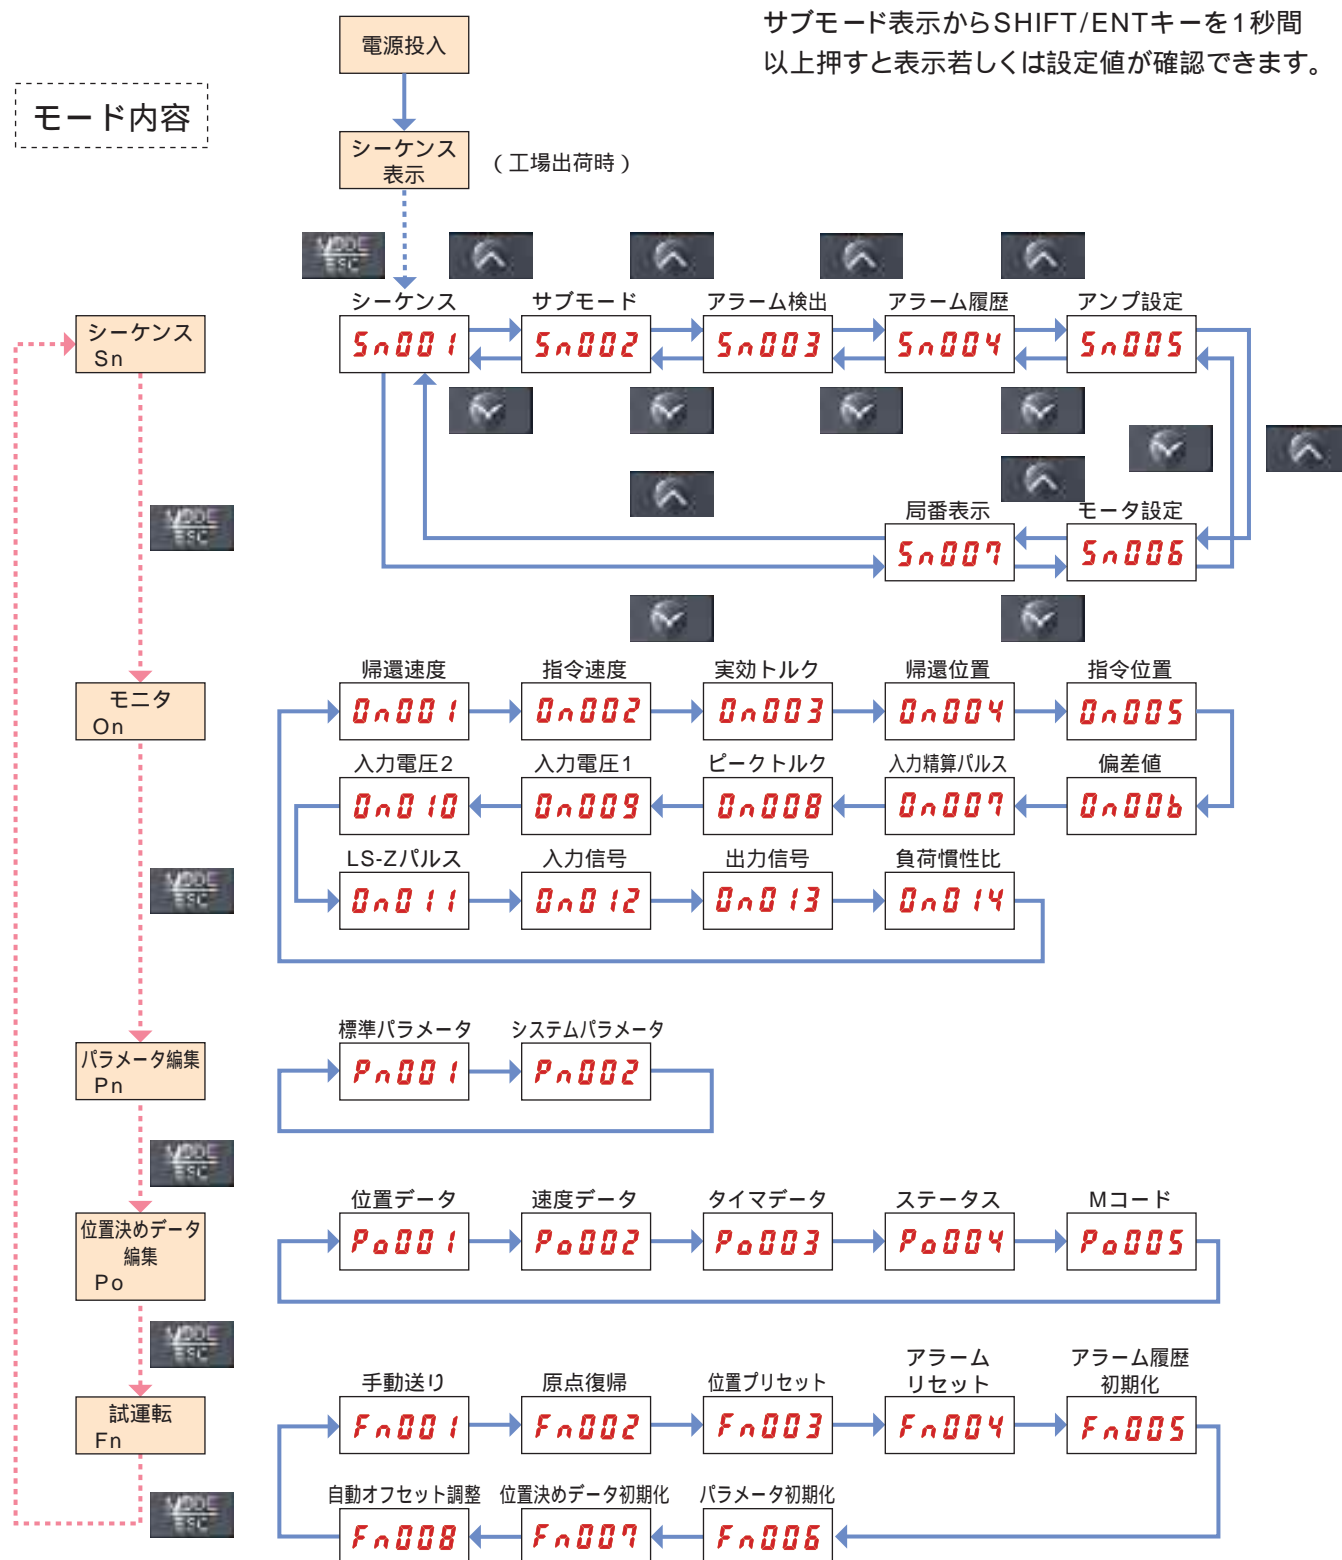 サブモード表示からSHIFT/ENTキーを1秒間
以上押すと表示若しくは設定値が確認できます。
電源投入
モード内容
シーケンス
表示
(工場出荷時)
MODE
ESC
シーケンス
サブモード
アラーム検出
アラーム履歴
アンプ設定
シーケンス
Sn
Sn001
Sn002
Sn003
Sn004
Sn005
MODE
ESC
局番表示
モータ設定
Sn007
Sn006
モニタ
On
帰還速度
指令速度
実効トルク
帰還位置
指令位置
On001
On002
On003
On004
On005
入力電圧2
入力電圧1
ピークトルク
入力精算パルス
偏差値
On010
On009
On008
On007
On006
MODE
ESC
LS-Zパルス
入力信号
出力信号
負荷慣性比
On011
On012
On013
On014
パラメータ編集
Pn
標準パラメータ
システムパラメータ
Pn001
Pn002
MODE
ESC
位置決めデータ
編集
Po
位置データ
速度データ
タイマデータ
ステータス
Mコード
Po001
Po002
Po003
Po004
Po005
MODE
ESC
試運転
Fn
手動送り
原点復帰
位置プリセット
アラーム
リセット
アラーム履歴
初期化
Fn001
Fn002
Fn003
Fn004
Fn005
MODE
ESC
自動オフセット調整
位置決めデータ初期化
パラメータ初期化
Fn008
Fn007
Fn006